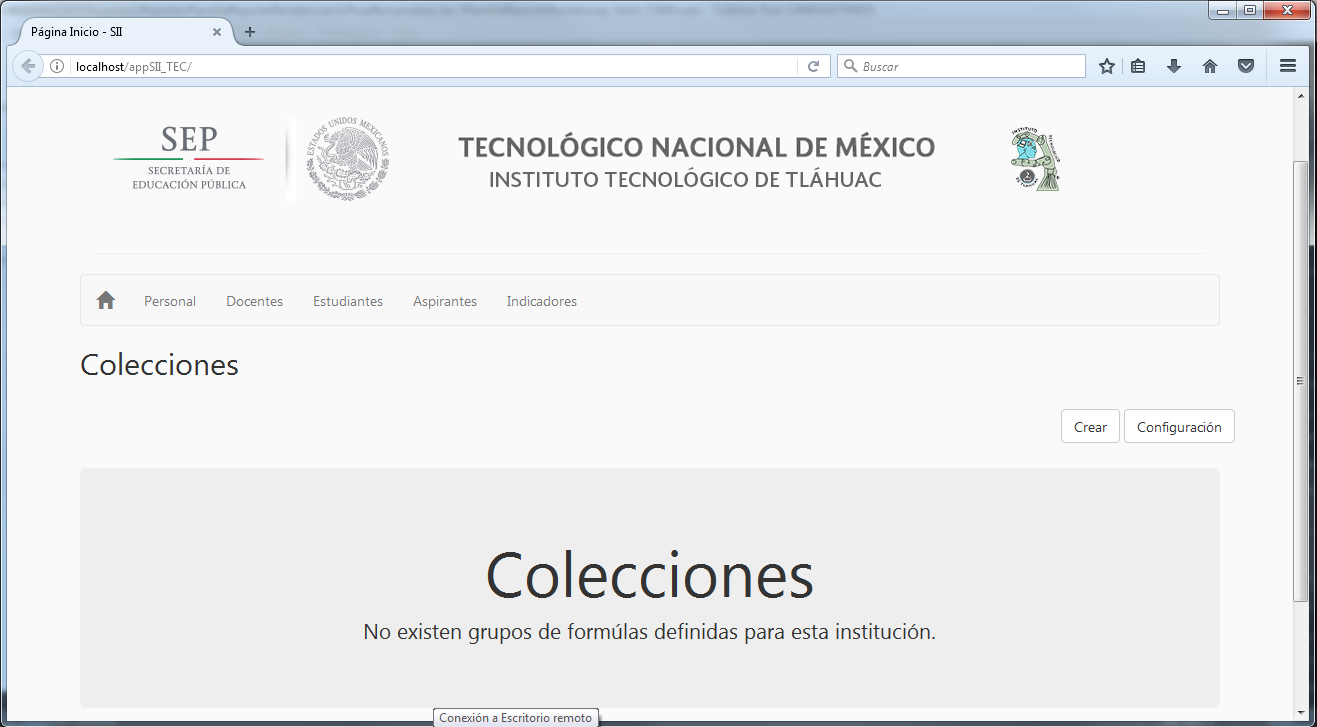 Página Inicio - SII
localhost/appSII_TEC/
Buscar
SEP
SECRETARÍA DE
EDUCACIÓN PÚBLICA
ESTADOS UNIDOS MEXICANOS
TECNOLÓGICO NACIONAL DE MÉXICO
INSTITUTO TECNOLÓGICO DE TLÁHUAC
INSTITUTO TECNOLOGICO
Personal Docentes Estudiantes Aspirantes Indicadores
Colecciones
Crear Configuración
Colecciones
No existen grupos de formúlas definidas para esta institución.
Conexión a Escritorio remoto